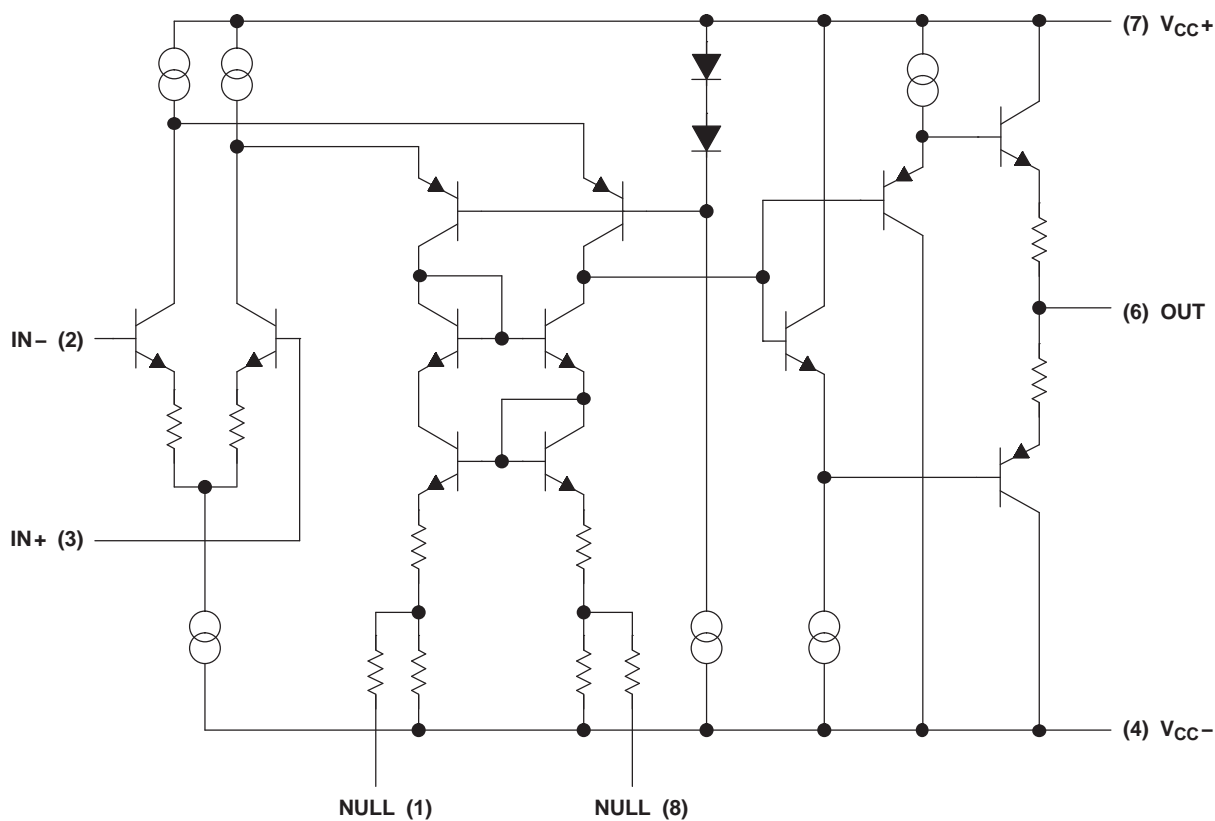 (7) VCC+
IN− (2)
(6) OUT
IN+ (3)
(4) VCC−
NULL (1)
NULL (8)